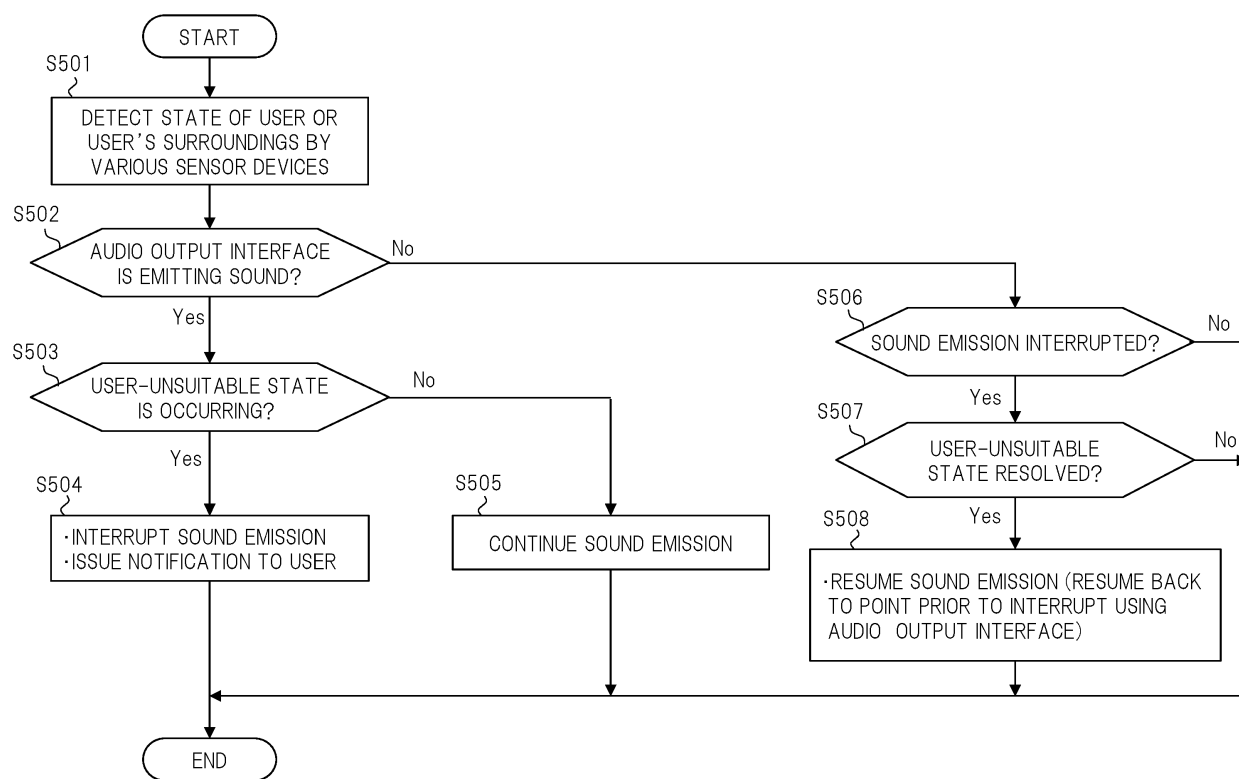 START
S501
DETECT STATE OF USER OR
USER'S SURROUNDINGS BY
VARIOUS SENSOR DEVICES
S502
AUDIO OUTPUT INTERFACE
IS EMITTING SOUND?
No
Yes
S503
USER-UNSUITABLE STATE
IS OCCURRING?
No
Yes
S504
·INTERRUPT SOUND EMISSION
·ISSUE NOTIFICATION TO USER
S505
CONTINUE SOUND EMISSION
S506
SOUND EMISSION INTERRUPTED?
No
Yes
S507
USER-UNSUITABLE
STATE RESOLVED?
No
Yes
S508
·RESUME SOUND EMISSION (RESUME BACK
TO POINT PRIOR TO INTERRUPT USING
AUDIO OUTPUT INTERFACE)
END